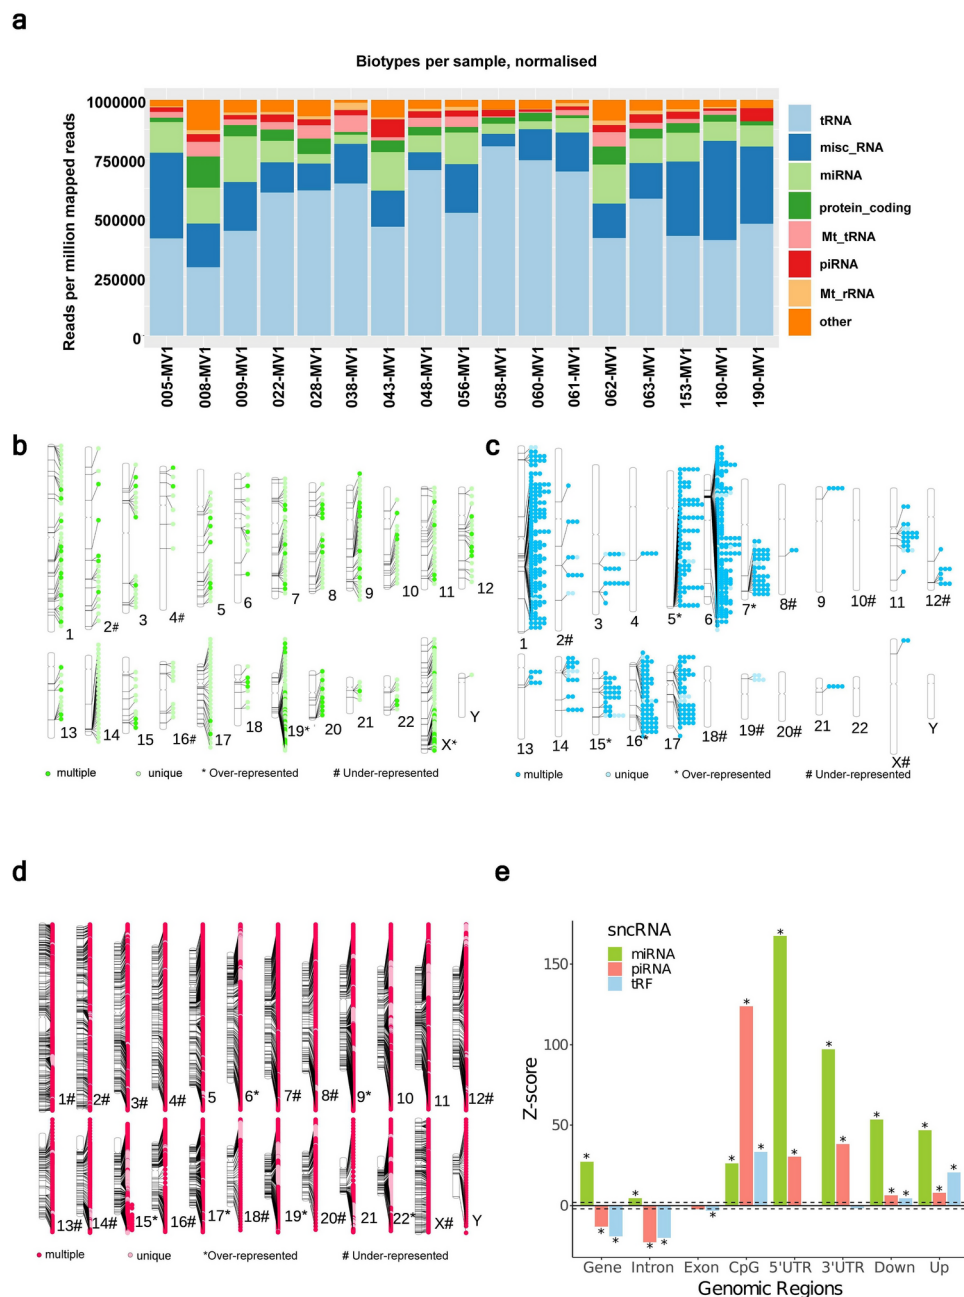 a
Biotypes per sample, normalised
Reads per million mapped reads
1000000
750000
500000
250000
0
005-MV1
008-MV1
009-MV1
022-MV1
028-MV1
038-MV1
043-MV1
048-MV1
056-MV1
058-MV1
060-MV1
061-MV1
062-MV1
063-MV1
153-MV1
180-MV1
190-MV1
tRNA
misc_RNA
miRNA
protein_coding
Mt_tRNA
piRNA
Mt_rRNA
other
b
1 2# 3 4# 5 6 7 8 9 10 11 12
13 14 15 16# 17 18 19* 20 21 22 X* Y
multiple unique * Over-represented # Under-represented
c
1 2# 3 4 5* 6 7* 8# 9 10# 11 12#
13 14 15* 16* 17 18# 19# 20# 21 22 X# Y
multiple unique * Over-represented # Under-represented
d
1# 2# 3# 4# 5 6* 7# 8# 9* 10 11 12#
13# 14# 15* 16# 17* 18# 19* 20# 21 22* X# Y
multiple unique *Over-represented # Under-represented
e
sncRNA
miRNA
piRNA
tRF
Z-score
150
100
50
0
* * * * * * * * * * * * * * * * * * *
Gene Intron Exon CpG 5'UTR 3'UTR Down Up
Genomic Regions